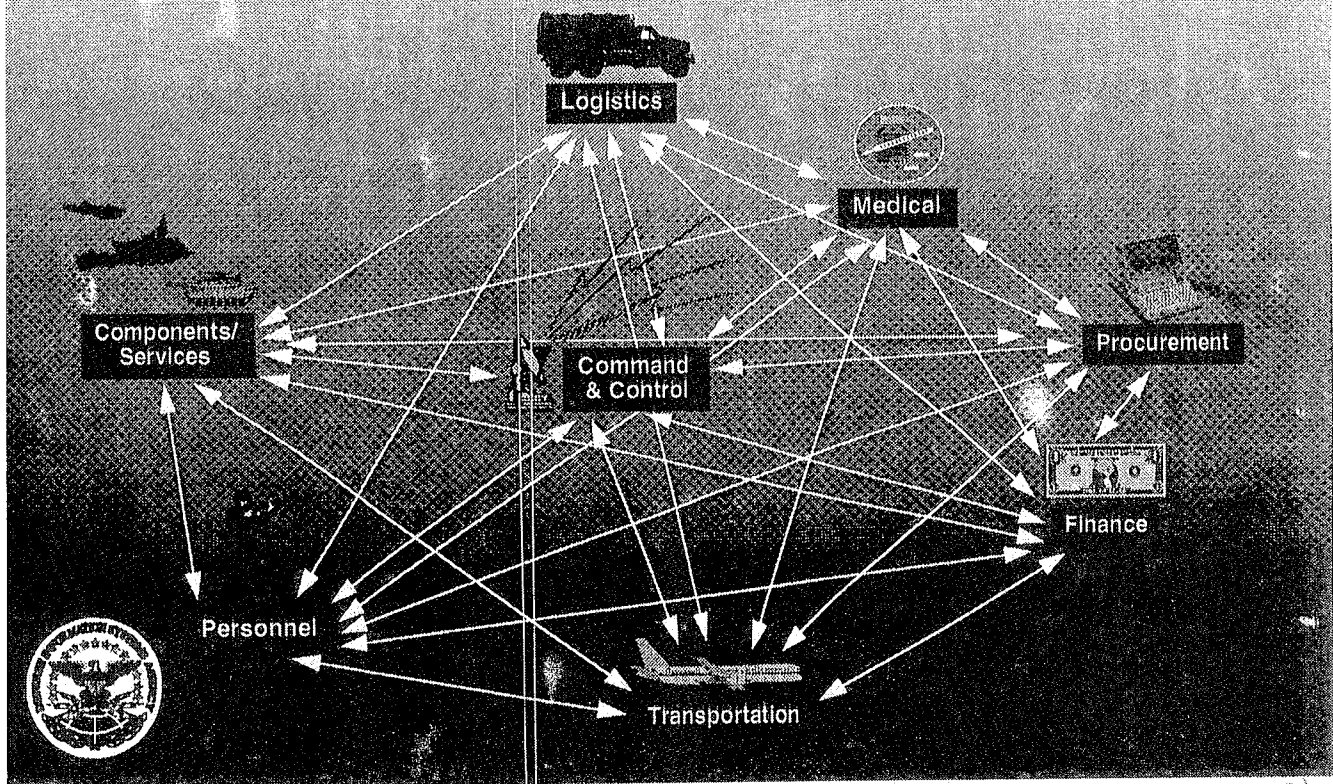 Logistics
Medical
Components/
Services
Procurement
Command
& Control
Finance
Personnel
Transportation